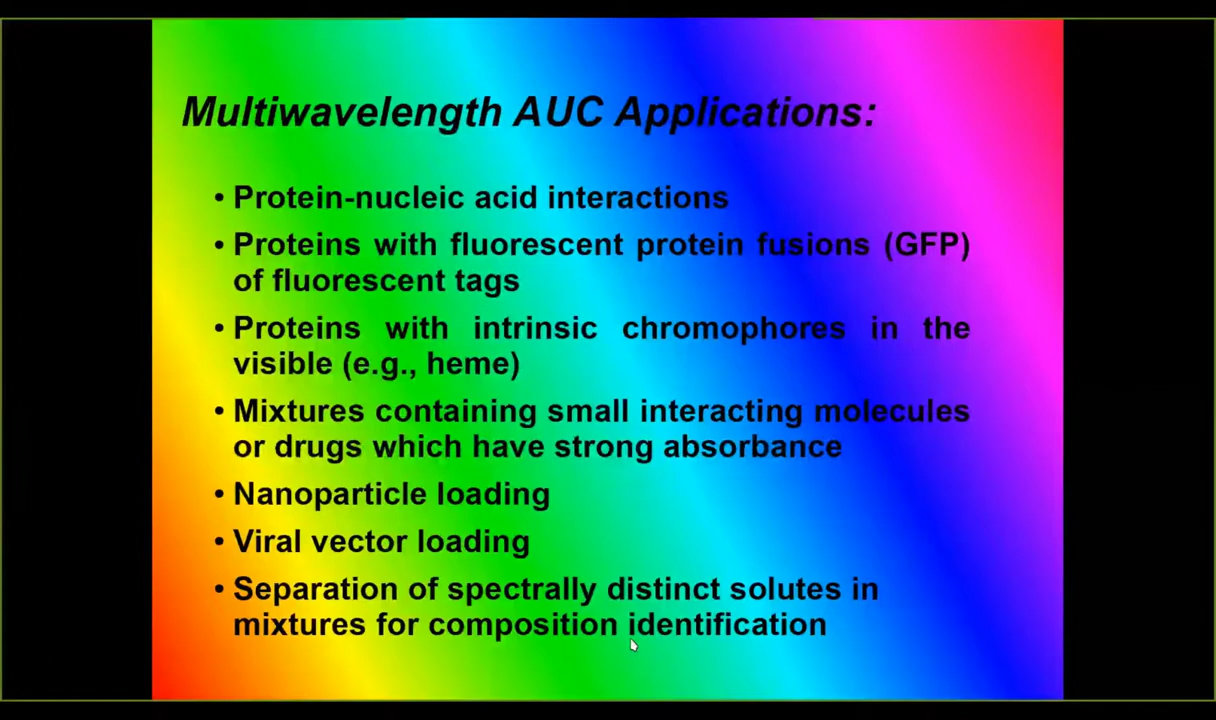 Multiwavelength AUC Applications:
• Protein-nucleic acid interactions
• Proteins with fluorescent protein fusions (GFP)
of fluorescent tags
• Proteins with intrinsic chromophores in the
visible (e.g., heme)
• Mixtures containing small interacting molecules
or drugs which have strong absorbance
• Nanoparticle loading
• Viral vector loading
• Separation of spectrally distinct solutes in
mixtures for composition identification